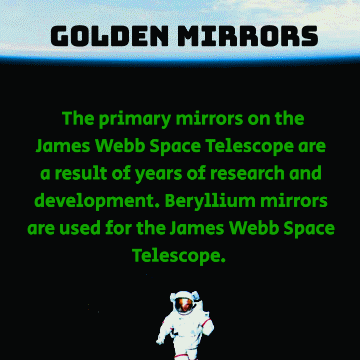 GOLDEN MIRRORS
The primary mirrors on the
James Webb Space Telescope are
a result of years of research and
development. Beryllium mirrors
are used for the James Webb Space
Telescope.